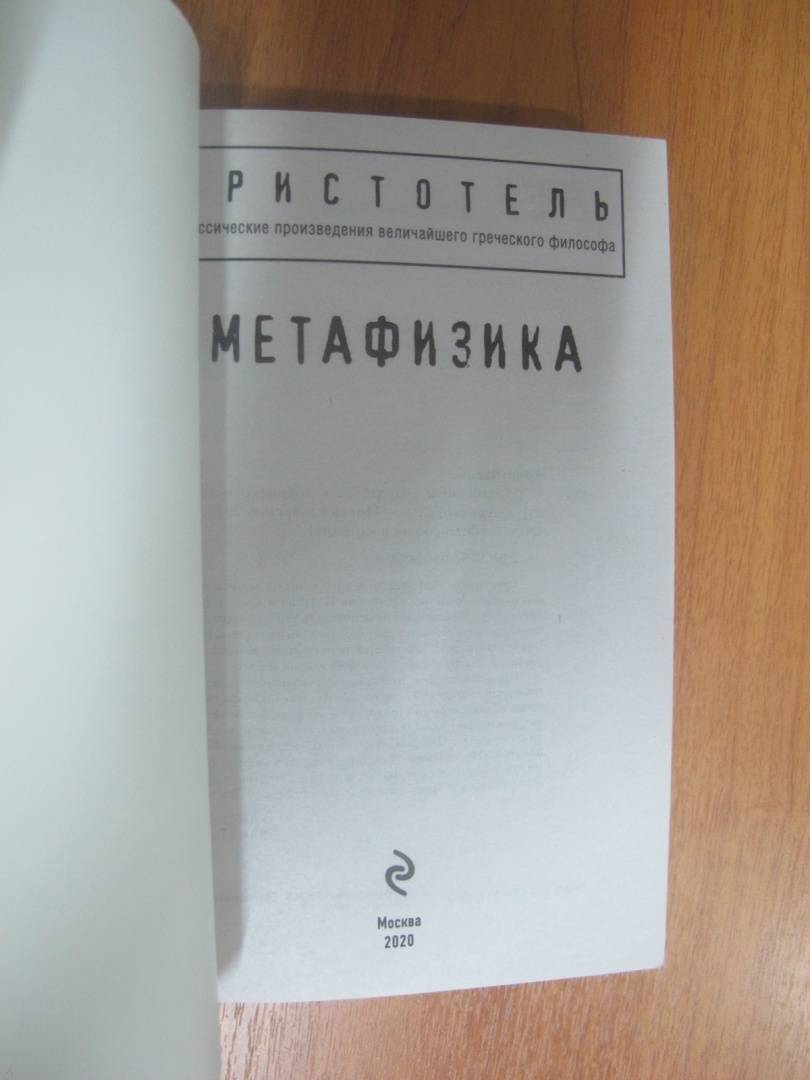 РИСТОТЕЛЬ
ссические произведения величайшего греческого философа
МЕТАФИЗИКА
Москва
2020